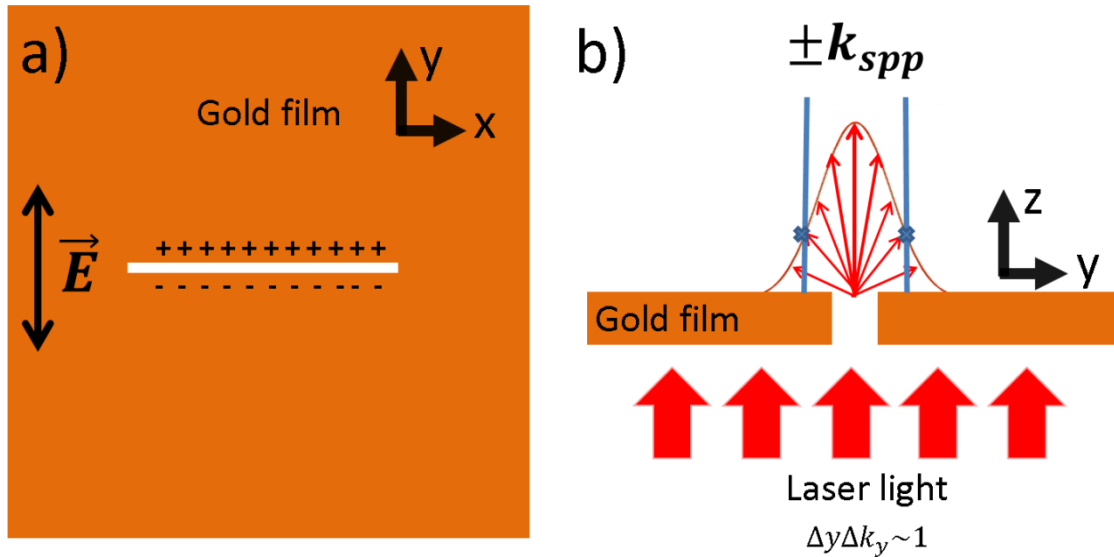 a)
y
x
Gold film
E⃗
+++++++++++
- - - - - - - - - - -
b)
±k_spp
z
y
Gold film
Laser light
ΔyΔk_y~1